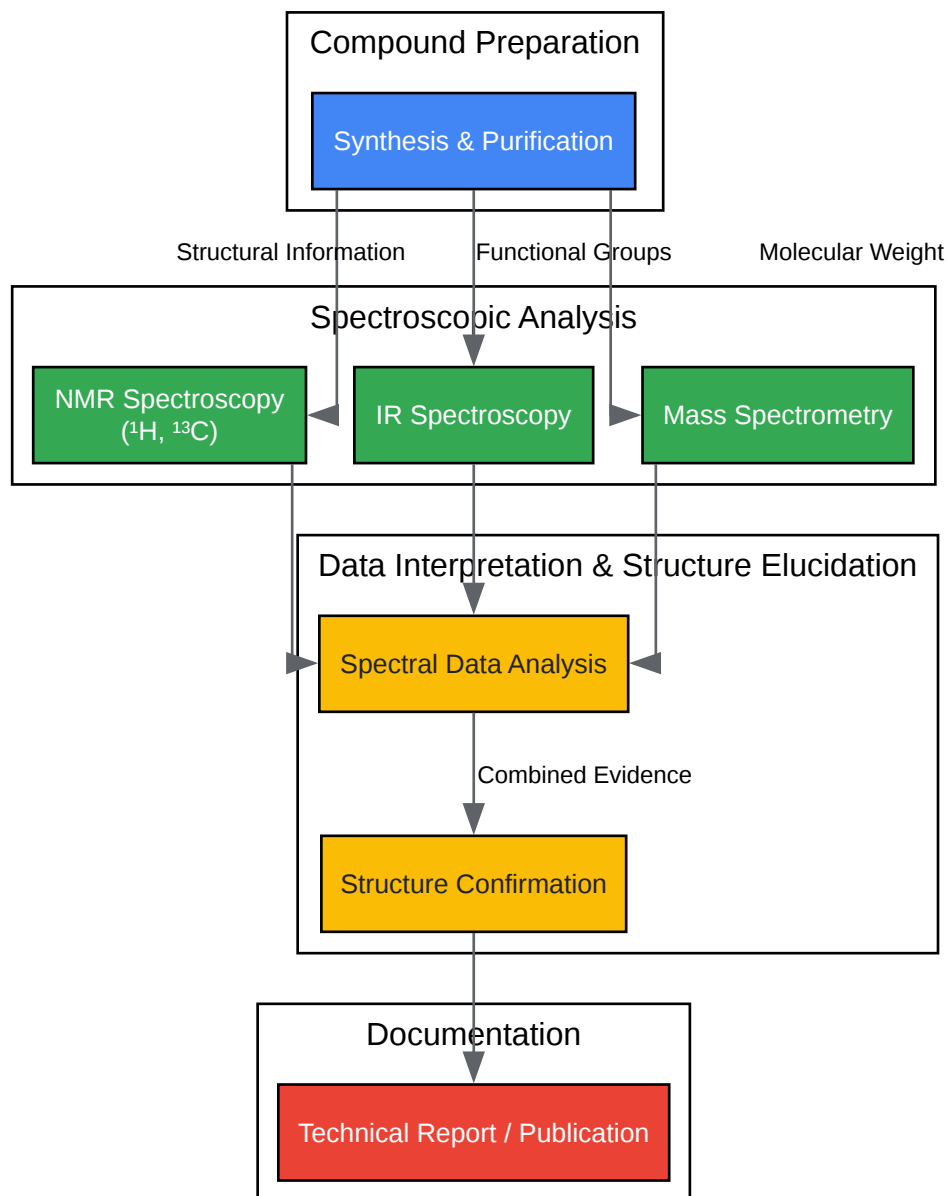 Compound Preparation
Synthesis & Purification
Structural Information
Functional Groups
Molecular Weight
Spectroscopic Analysis
NMR Spectroscopy
(¹H, ¹³C)
IR Spectroscopy
Mass Spectrometry
Data Interpretation & Structure Elucidation
Spectral Data Analysis
Combined Evidence
Structure Confirmation
Documentation
Technical Report / Publication